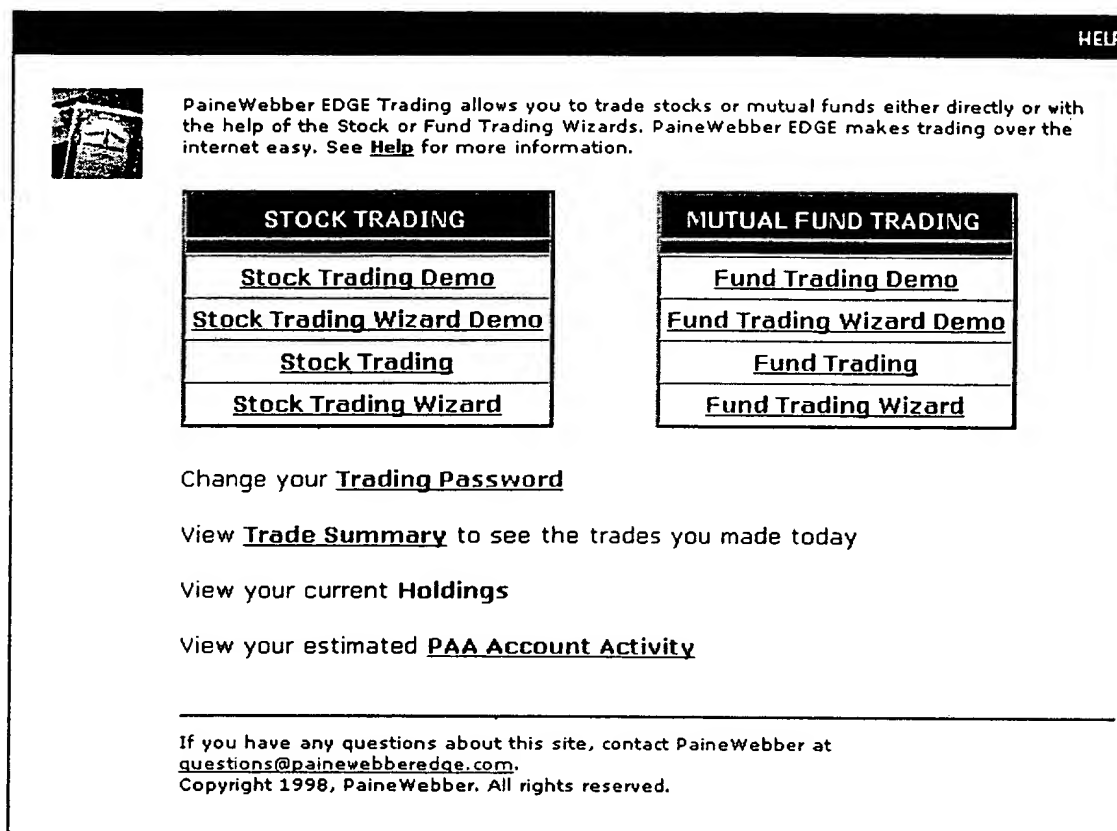 HELP
PaineWebber EDGE Trading allows you to trade stocks or mutual funds either directly or with
the help of the Stock or Fund Trading Wizards. PaineWebber EDGE makes trading over the
internet easy. See Help for more information.
STOCK TRADING
Stock Trading Demo
Stock Trading Wizard Demo
Stock Trading
Stock Trading Wizard
MUTUAL FUND TRADING
Fund Trading Demo
Fund Trading Wizard Demo
Fund Trading
Fund Trading Wizard
Change your Trading Password
View Trade Summary to see the trades you made today
View your current Holdings
View your estimated PAA Account Activity
If you have any questions about this site, contact PaineWebber at
questions@painewebberedge.com.
Copyright 1998, PaineWebber. All rights reserved.